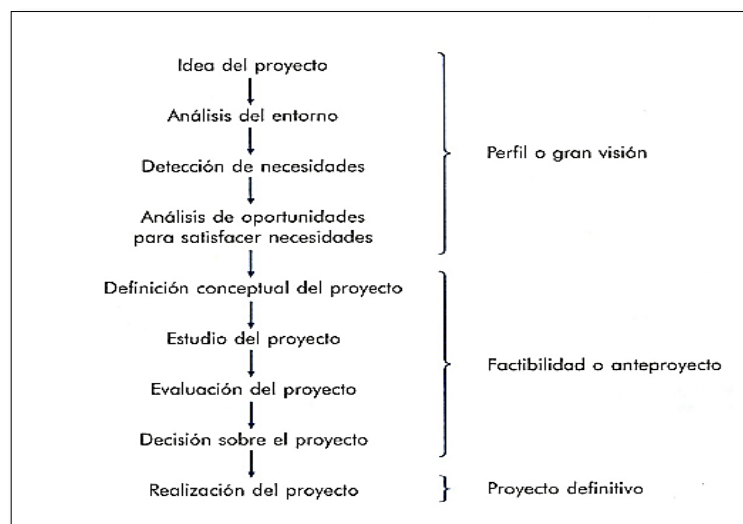 Idea del proyecto
Análisis del entorno
Detección de necesidades
Análisis de oportunidades
para satisfacer necesidades
Perfil o gran visión
Definición conceptual del proyecto
Estudio del proyecto
Evaluación del proyecto
Decisión sobre el proyecto
Factibilidad o anteproyecto
Realización del proyecto
Proyecto definitivo